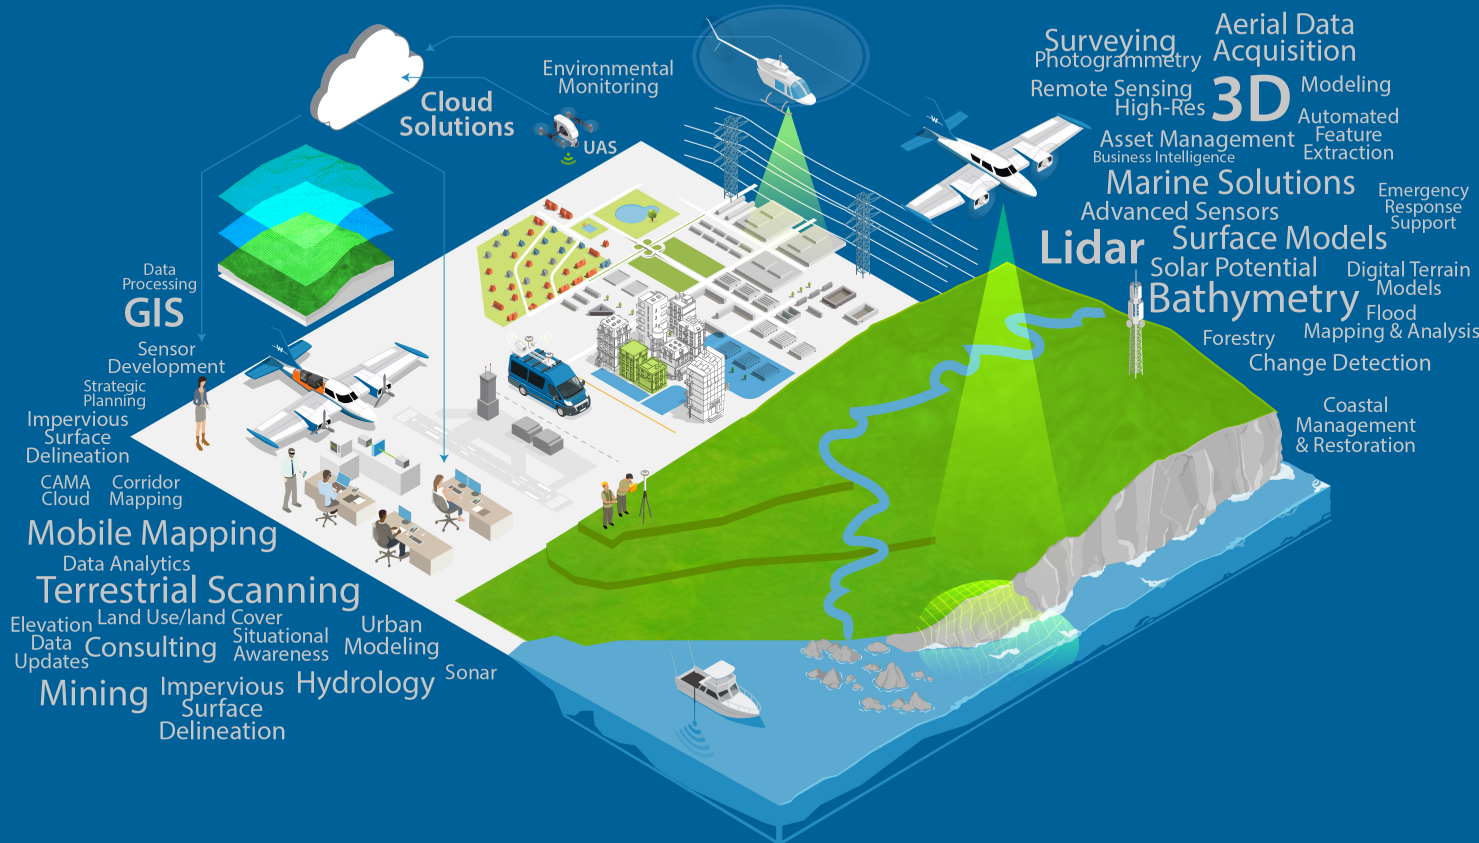 Environmental
Monitoring
Cloud
Solutions
UAS
Surveying
Photogrammetry
Aerial Data
Acquisition
Remote Sensing
High-Res
3D
Modeling
Automated
Feature
Extraction
Asset Management
Business Intelligence
Marine Solutions
Emergency
Response
Support
Advanced Sensors
Lidar
Surface Models
Solar Potential
Digital Terrain
Models
Bathymetry
Flood
Mapping & Analysis
Forestry
Change Detection
Coastal
Management
& Restoration
Data
Processing
GIS
Sensor
Development
Strategic
Planning
Impervious
Surface
Delineation
CAMA
Cloud
Corridor
Mapping
Mobile Mapping
Data Analytics
Terrestrial Scanning
Elevation
Data
Updates
Land Use/land Cover
Consulting
Situational
Awareness
Urban
Modeling
Mining
Impervious
Surface
Delineation
Hydrology
Sonar